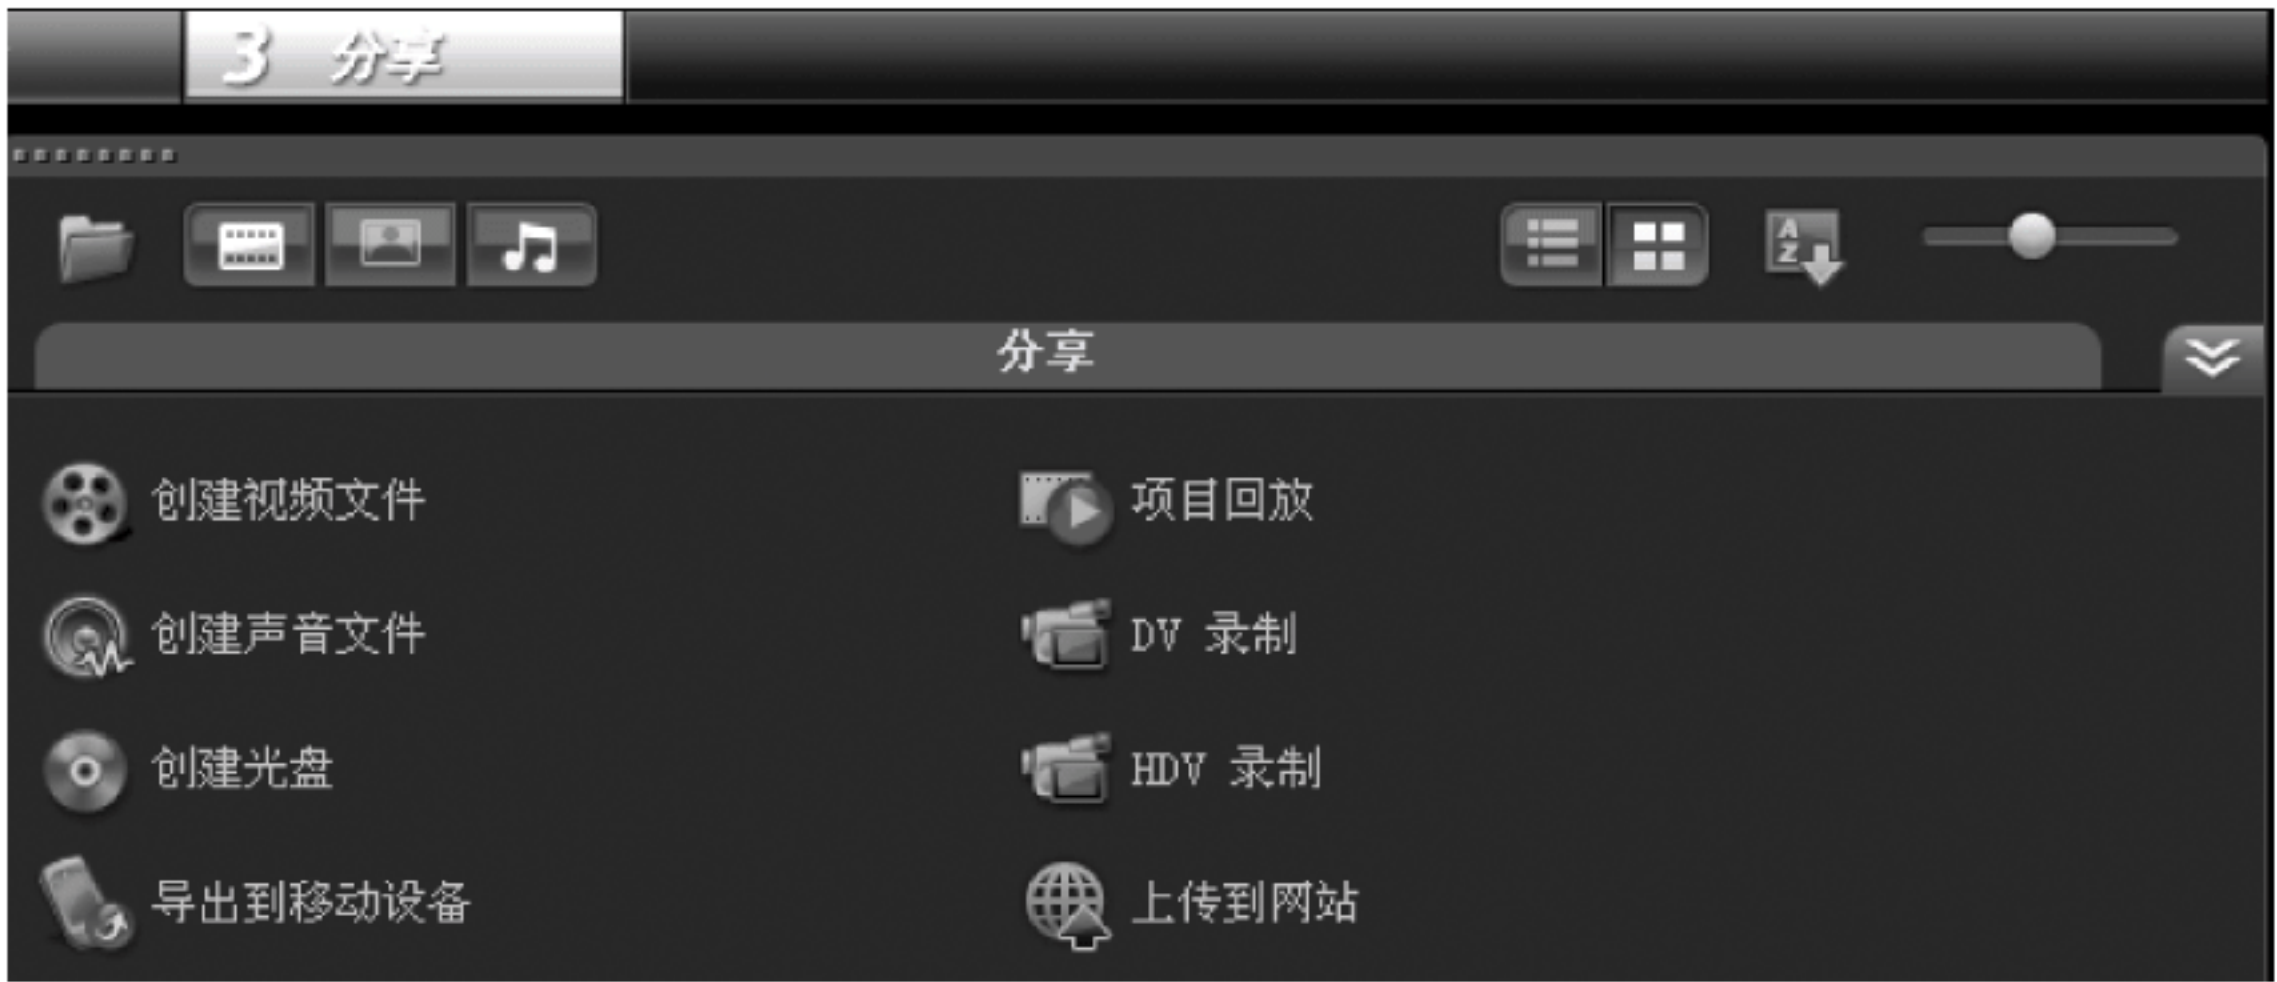 3 分享
分享
创建视频文件
项目回放
创建声音文件
DV 录制
创建光盘
HDV 录制
导出到移动设备
上传到网站